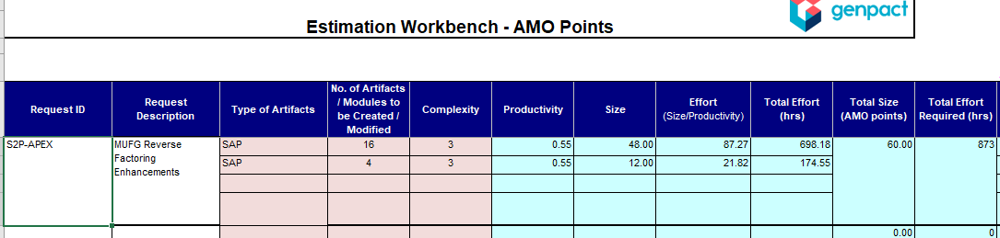 genpact
Estimation Workbench - AMO Points
Request ID
Request
Description
Type of Artifacts
No. of Artifacts
/ Modules to
be Created /
Modified
Complexity
Productivity
Size
Effort
(Size/Productivity)
Total Effort
(hrs)
Total Size
(AMO points)
Total Effort
Required (hrs)
S2P-APEX
MUFG Reverse
Factoring
Enhancements
SAP 16 3 0.55 48.00 87.27 698.18 60.00 873
SAP 4 3 0.55 12.00 21.82 174.55
0.00 0